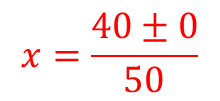 x = (40 ± 0)/50